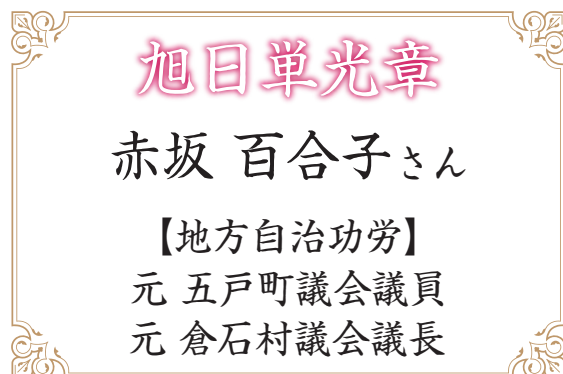 旭日単光章
赤坂 百合子さん
【地方自治功労】
元 五戸町議会議員
元 倉石村議会議長